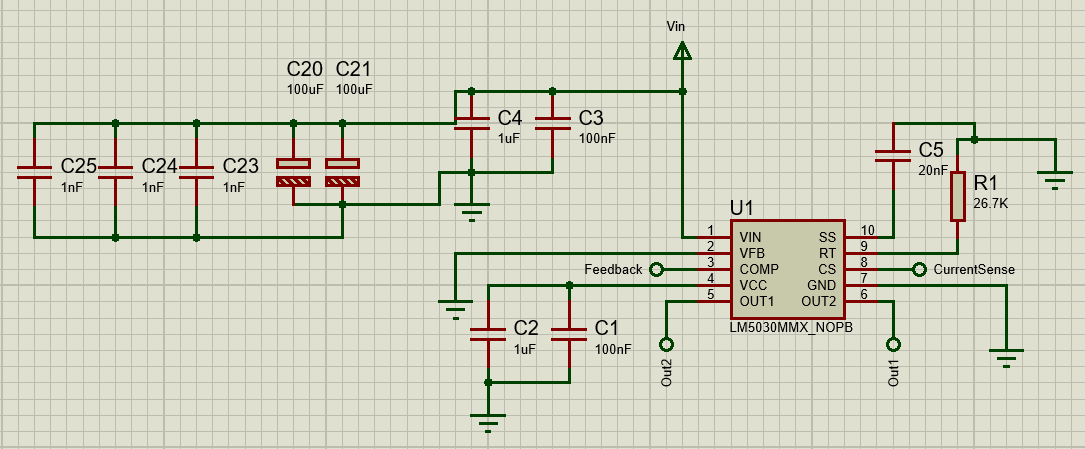 Vin
C20 C21
100uF 100uF
C4
1uF
C3
100nF
C25
1nF
C24
1nF
C23
1nF
C5
20nF
R1
26.7K
U1
1 VIN
2 VFB
3 COMP
4 VCC
5 OUT1
SS 10
RT 9
CS 8
GND 7
OUT2 6
LM5030MMX_NOPB
Feedback
CurrentSense
C2
1uF
C1
100nF
Out2
Out1